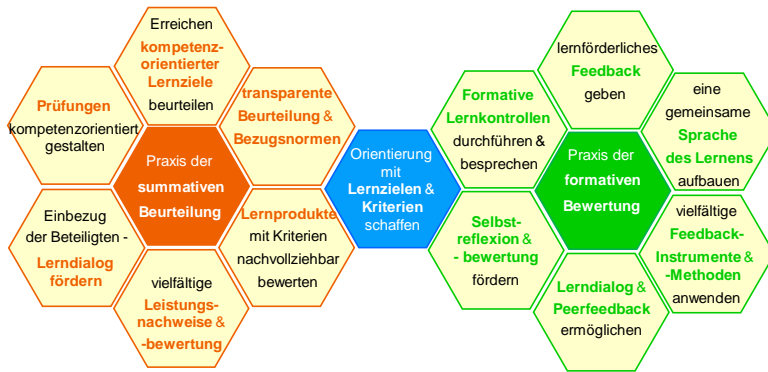 Erreichen
kompetenz-
orientierter
Lernziele
beurteilen
Prüfungen
kompetenzorientiert
gestalten
transparente
Beurteilung &
Bezugsnormen
Praxis der
summativen
Beurteilung
Einbezug
der Beteiligten -
Lerndialog
fördern
Lernprodukte
mit Kriterien
nachvollziehbar
bewerten
vielfältige
Leistungs-
nachweise &
-bewertung
Orientierung
mit
Lernzielen &
Kriterien
schaffen
lernförderliches
Feedback
geben
Formative
Lernkontrollen
durchführen &
besprechen
eine
gemeinsame
Sprache
des Lernens
aufbauen
Praxis der
formativen
Bewertung
Selbst-
reflexion &
- bewertung
fördern
vielfältige
Feedback-
Instrumente &
-Methoden
anwenden
Lerndialog &
Peerfeedback
ermöglichen